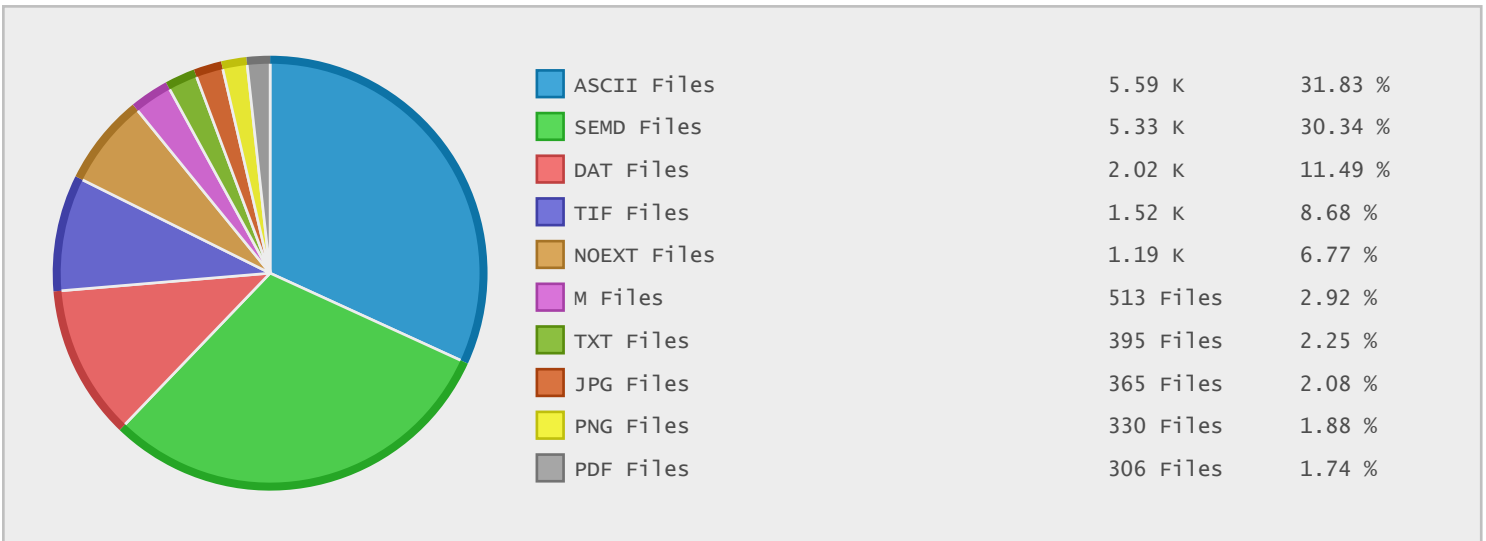 ASCII Files 5.59 K 31.83 %
SEMD Files 5.33 K 30.34 %
DAT Files 2.02 K 11.49 %
TIF Files 1.52 K 8.68 %
NOEXT Files 1.19 K 6.77 %
M Files 513 Files 2.92 %
TXT Files 395 Files 2.25 %
JPG Files 365 Files 2.08 %
PNG Files 330 Files 1.88 %
PDF Files 306 Files 1.74 %